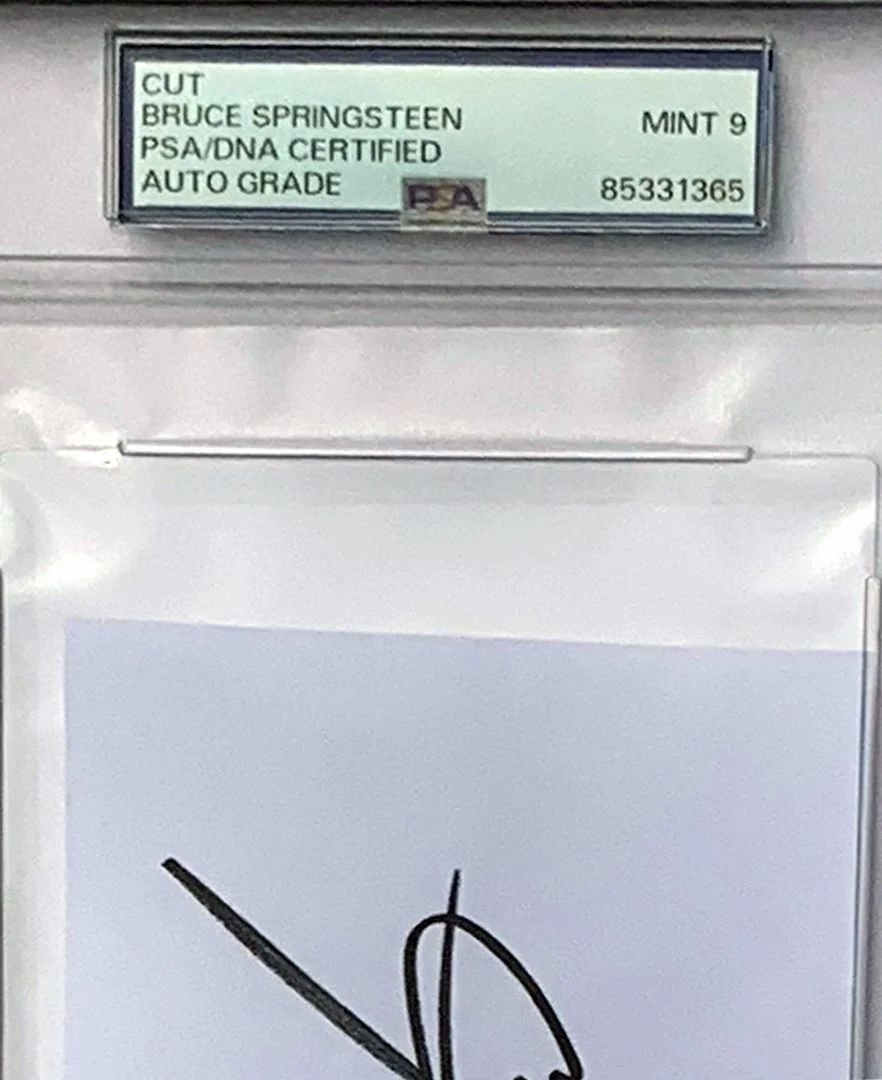 CUT
BRUCE SPRINGSTEEN
MINT 9
PSA/DNA CERTIFIED
AUTO GRADE
PSA
85331365